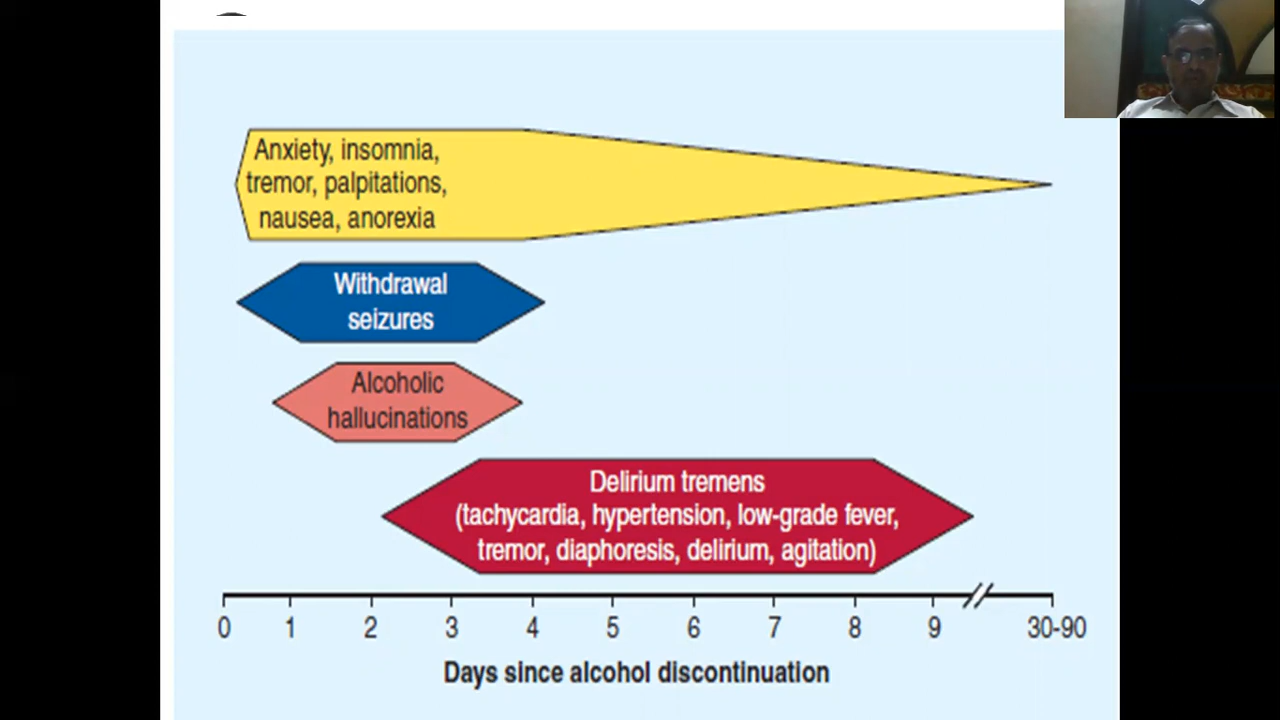 Anxiety, insomnia,
tremor, palpitations,
nausea, anorexia
Withdrawal
seizures
Alcoholic
hallucinations
Delirium tremens
(tachycardia, hypertension, low-grade fever,
tremor, diaphoresis, delirium, agitation)
0 1 2 3 4 5 6 7 8 9 30-90
Days since alcohol discontinuation